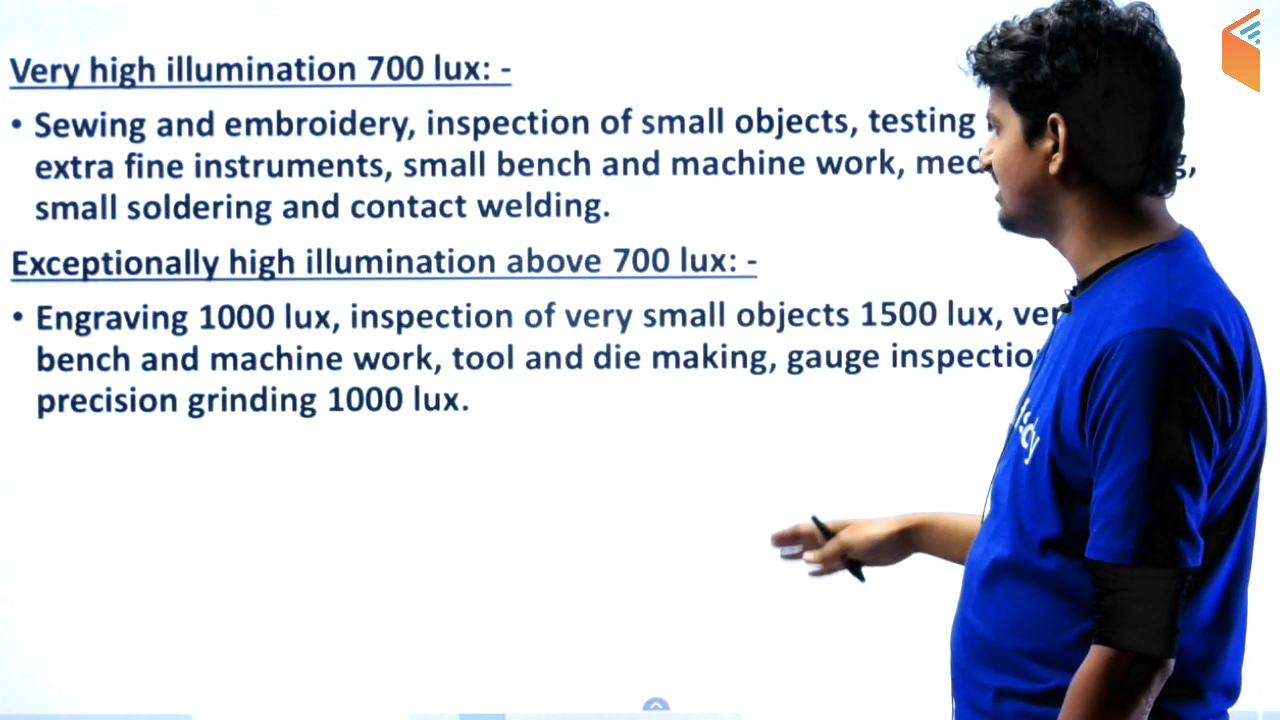 Very high illumination 700 lux: -
• Sewing and embroidery, inspection of small objects, testing
extra fine instruments, small bench and machine work,
small soldering and contact welding.
Exceptionally high illumination above 700 lux: -
• Engraving 1000 lux, inspection of very small objects 1500 lux,
bench and machine work, tool and die making, gauge
precision grinding 1000 lux.